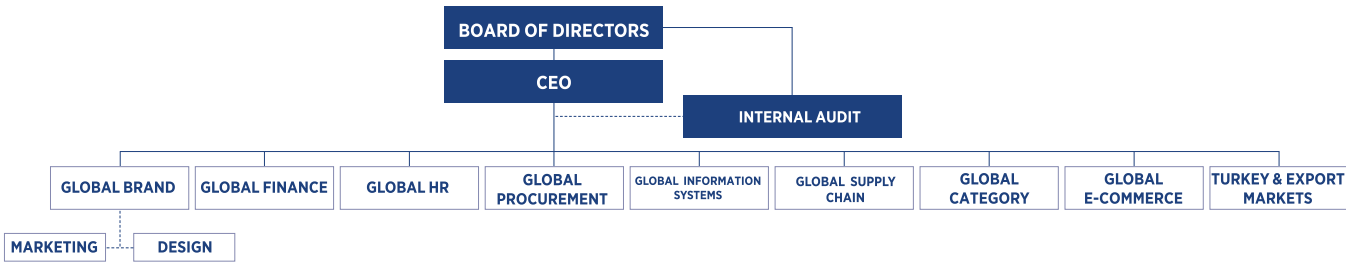 BOARD OF DIRECTORS
CEO
INTERNAL AUDIT
GLOBAL BRAND
GLOBAL FINANCE
GLOBAL HR
GLOBAL
PROCUREMENT
GLOBAL INFORMATION
SYSTEMS
GLOBAL SUPPLY
CHAIN
GLOBAL
CATEGORY
GLOBAL
E-COMMERCE
TURKEY & EXPORT
MARKETS
MARKETING
DESIGN